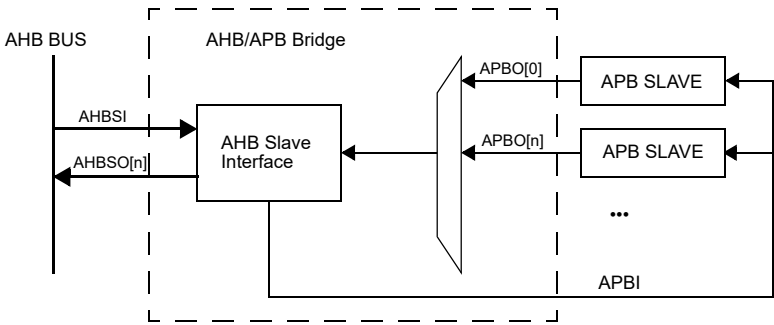 AHB BUS
AHB/APB Bridge
APBO[0]
APB SLAVE
AHBSI
AHB Slave
Interface
APBO[n]
APB SLAVE
AHBSO[n]
...
APBI